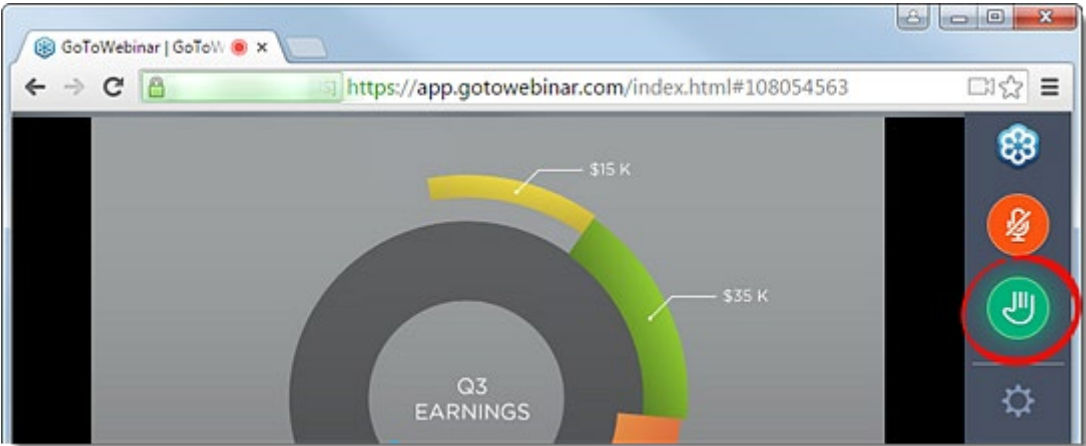 GoToWebinar | GoToW
https://app.gotowebinar.com/index.html#108054563
$15 K
$35 K
Q3
EARNINGS